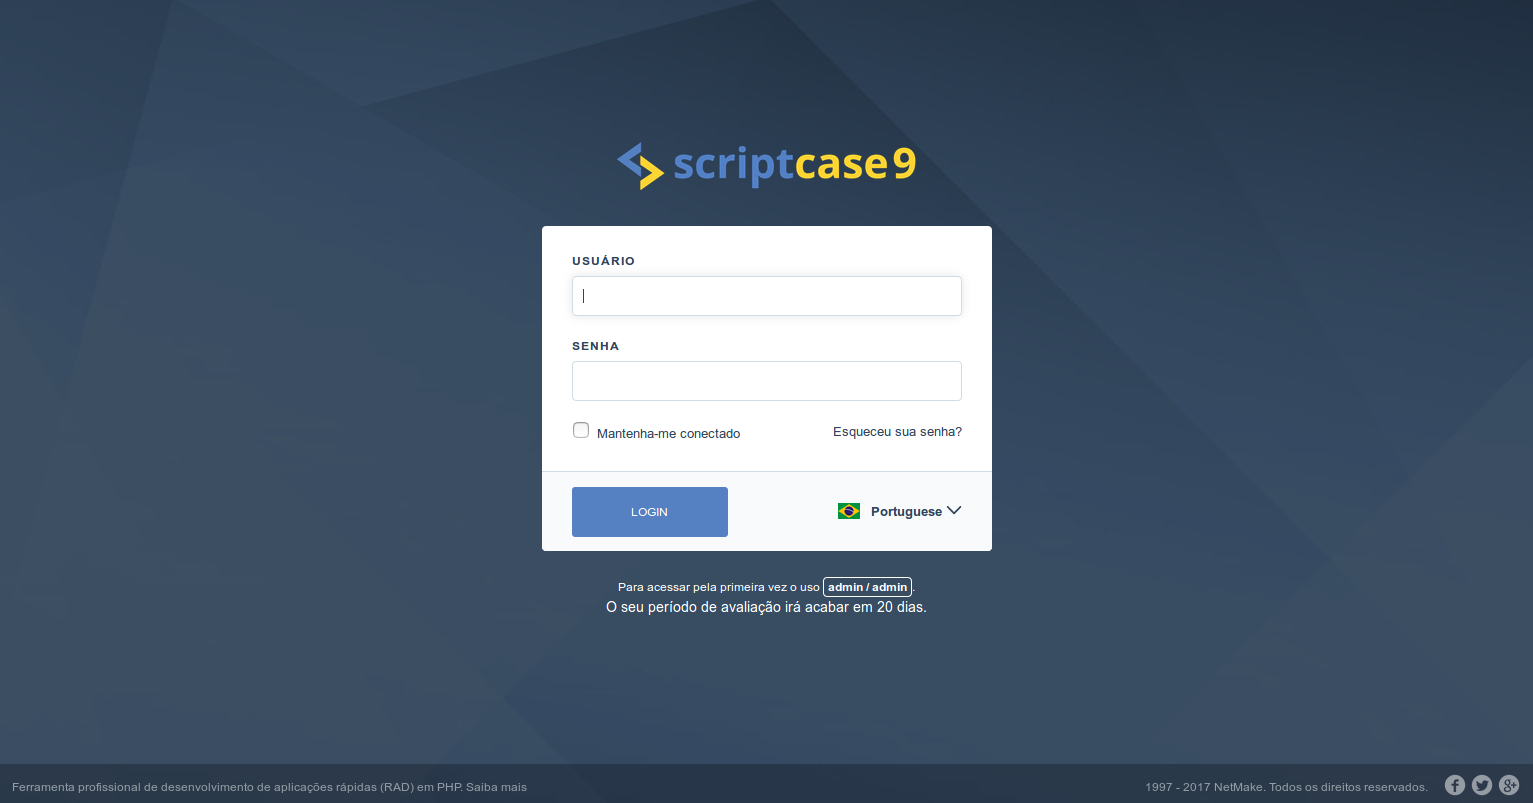 scriptcase 9
USUÁRIO
SENHA
Mantenha-me conectado
Esqueceu sua senha?
LOGIN
Portuguese
Para acessar pela primeira vez o uso admin / admin.
O seu período de avaliação irá acabar em 20 dias.
Ferramenta profissional de desenvolvimento de aplicações rápidas (RAD) em PHP. Saiba mais
1997 - 2017 NetMake. Todos os direitos reservados.